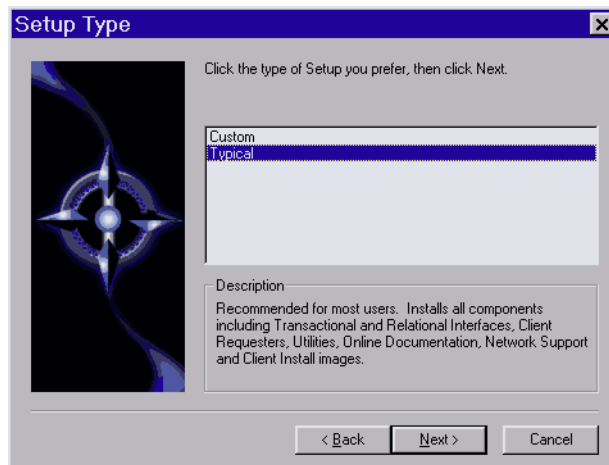 Setup Type
Click the type of Setup you prefer, then click Next.
Custom
Typical
Description
Recommended for most users. Installs all components
including Transactional and Relational Interfaces, Client
Requesters, Utilities, Online Documentation, Network Support
and Client Install images.
< Back
Next >
Cancel